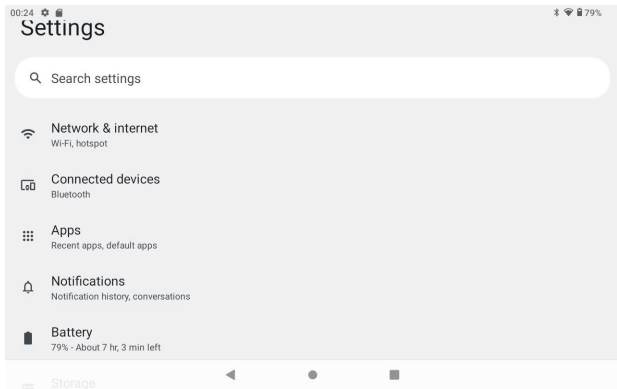 00:24 79%
Settings
Search settings
Network & internet
Wi-Fi, hotspot
Connected devices
Bluetooth
Apps
Recent apps, default apps
Notifications
Notification history, conversations
Battery
79% - About 7 hr, 3 min left
Storage